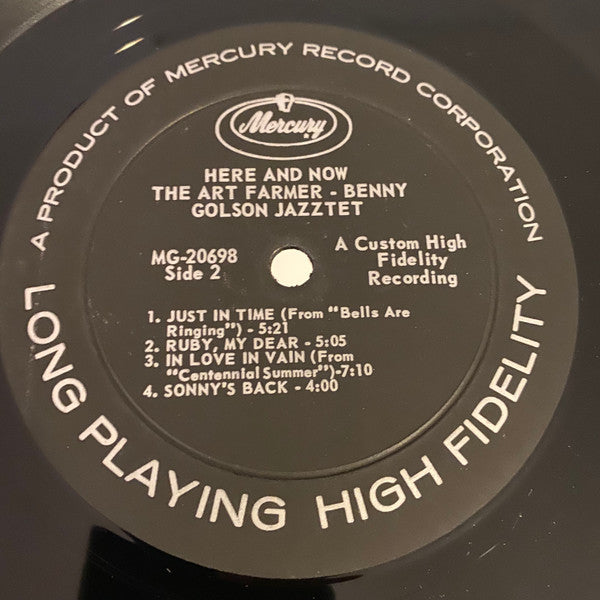 A PRODUCT OF MERCURY RECORD CORPORATION
Mercury
HERE AND NOW
THE ART FARMER - BENNY
GOLSON JAZZTET
MG-20698
Side 2
A Custom High
Fidelity
Recording
1. JUST IN TIME (From "Bells Are
Ringing") - 5:21
2. RUBY, MY DEAR - 5:05
3. IN LOVE IN VAIN (From
"Centennial Summer")-7:10
4. SONNY'S BACK - 4:00
LONG PLAYING HIGH FIDELITY